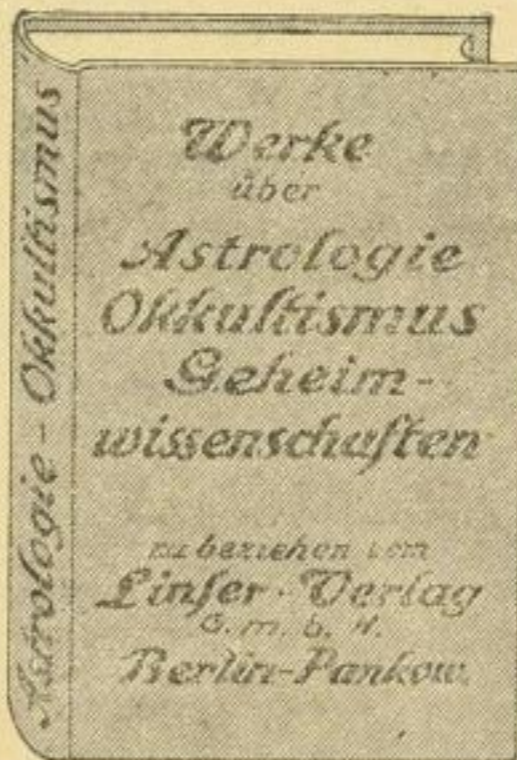 Astrologie - Okkultismus
Werke
über
Astrologie
Okkultismus
Geheim-
wissenschaften
zu beziehen vom
Linser-Verlag
G. m. b. H.
Berlin-Pankow.